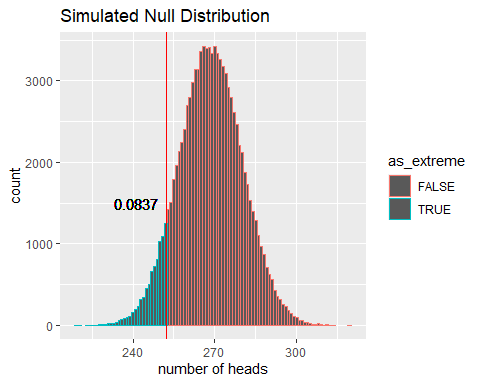 Simulated Null Distribution
3000
2000
1000
0
count
0.0837
240
270
300
number of heads
as_extreme
FALSE
TRUE